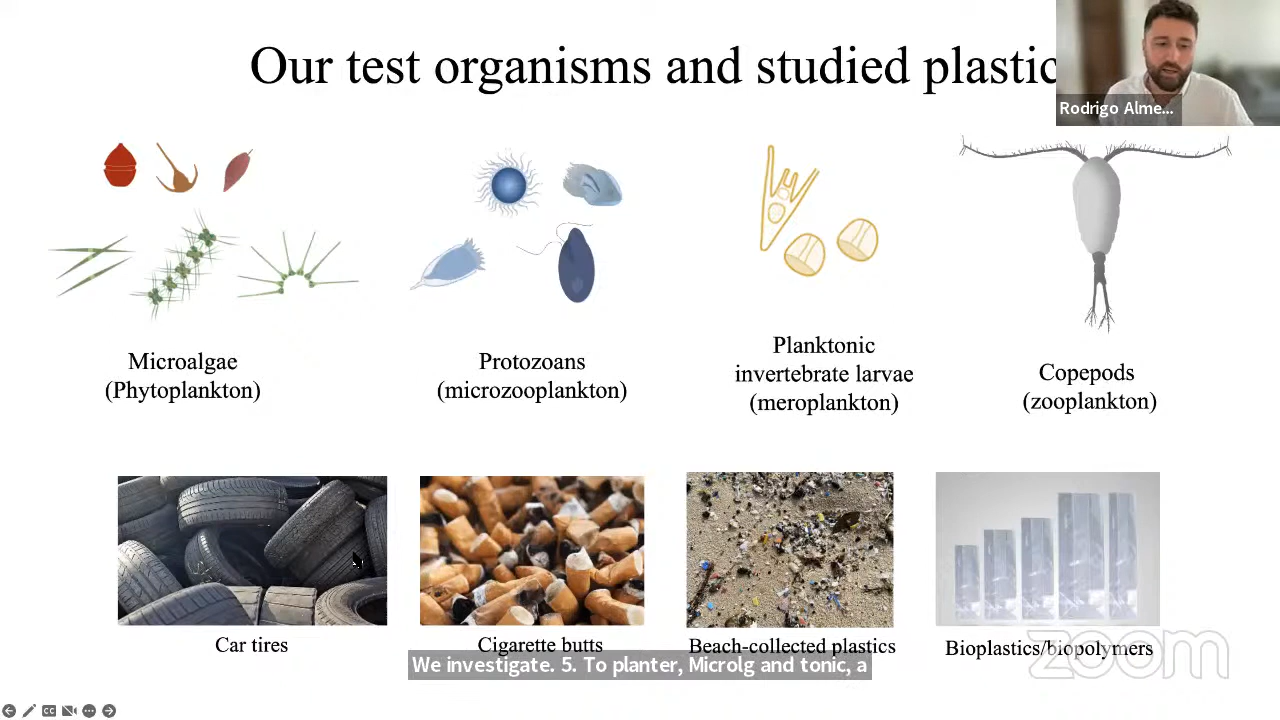 Our test organisms and studied plastic
Rodrigo Alme...
Microalgae
(Phytoplankton)
Protozoans
(microzooplankton)
Planktonic
invertebrate larvae
(meroplankton)
Copepods
(zooplankton)
Car tires
Cigarette butts
Beach-collected plastics
Bioplastics/biopolymers
We investigate. 5. To planter, Microlg and tonic, a
zoom
CC